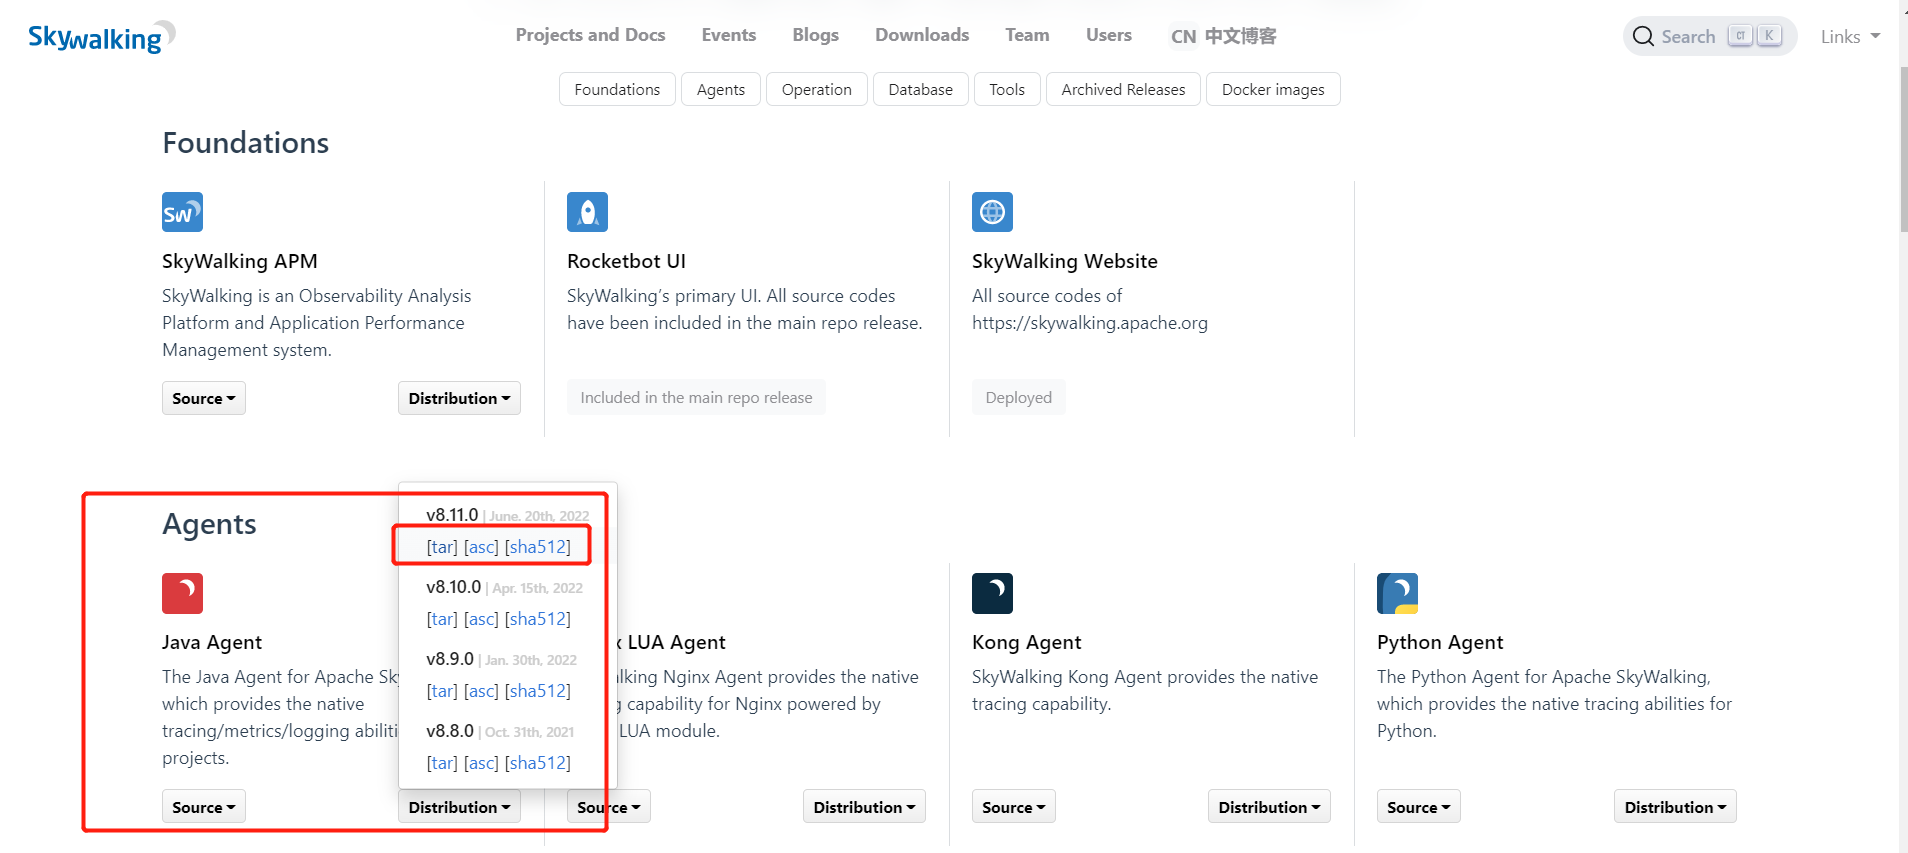 Skywalking
Projects and Docs
Events
Blogs
Downloads
Team
Users
CN 中文博客
Search
K
Links
Foundations
Agents
Operation
Database
Tools
Archived Releases
Docker images
Foundations
SW
SkyWalking APM
SkyWalking is an Observability Analysis
Platform and Application Performance
Management system.
Source
Distribution
Rocketbot UI
SkyWalking’s primary UI. All source codes
have been included in the main repo release.
Included in the main repo release
SkyWalking Website
All source codes of
https://skywalking.apache.org
Deployed
Agents
v8.11.0 | June. 20th, 2022
[tar] [asc] [sha512]
v8.10.0 | Apr. 15th, 2022
[tar] [asc] [sha512]
v8.9.0 | Jan. 30th, 2022
[tar] [asc] [sha512]
v8.8.0 | Oct. 31th, 2021
[tar] [asc] [sha512]
Java Agent
The Java Agent for Apache Sky
which provides the native
tracing/metrics/logging abiliti
projects.
Source
Distribution
x LUA Agent
lking Nginx Agent provides the native
g capability for Nginx powered by
LUA module.
Source
Distribution
Kong Agent
SkyWalking Kong Agent provides the native
tracing capability.
Source
Distribution
Python Agent
The Python Agent for Apache SkyWalking,
which provides the native tracing abilities for
Python.
Source
Distribution